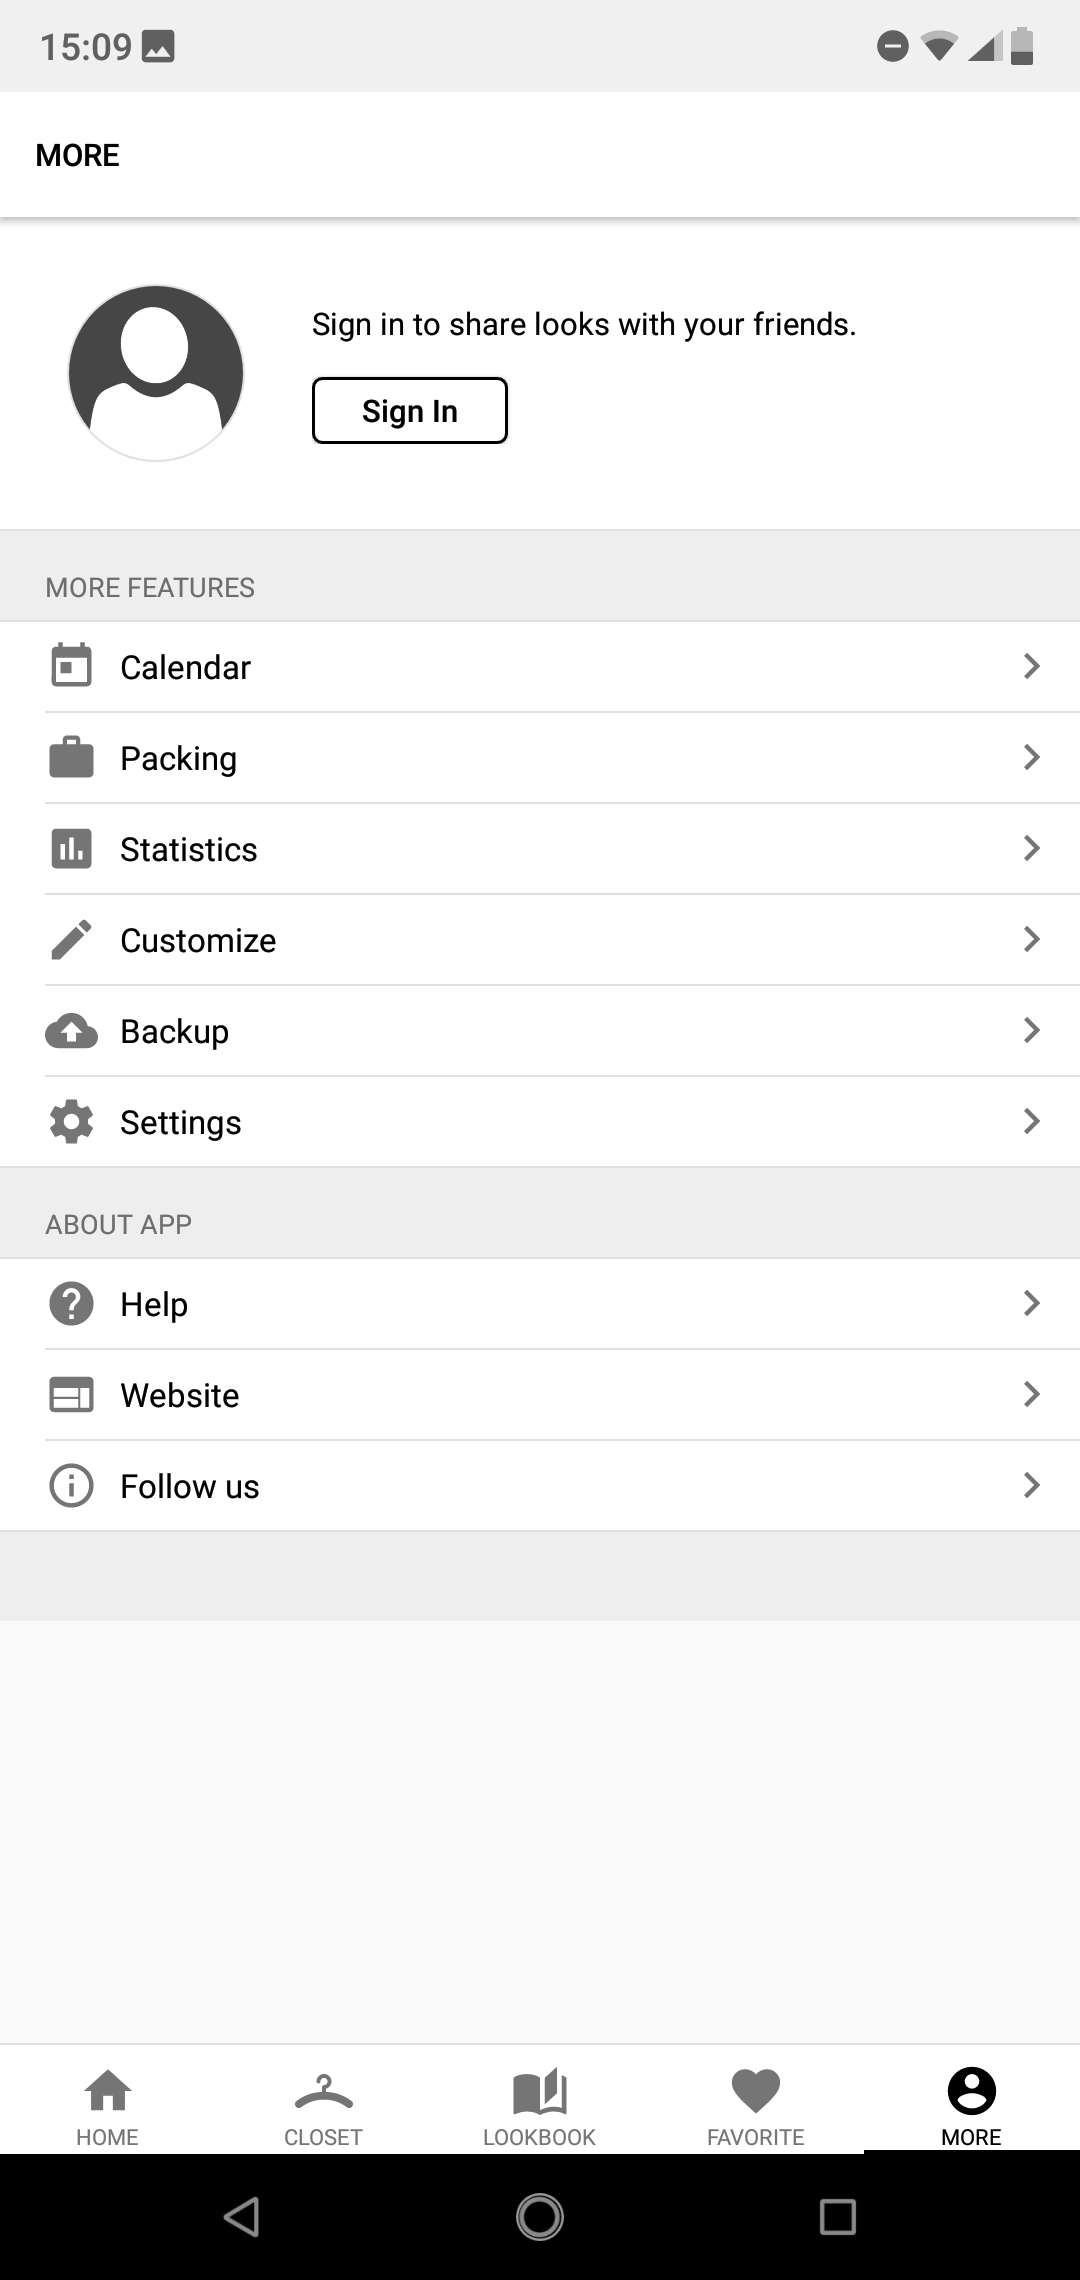 15:09
MORE
Sign in to share looks with your friends.
Sign In
MORE FEATURES
Calendar
Packing
Statistics
Customize
Backup
Settings
ABOUT APP
Help
Website
Follow us
HOME
CLOSET
LOOKBOOK
FAVORITE
MORE